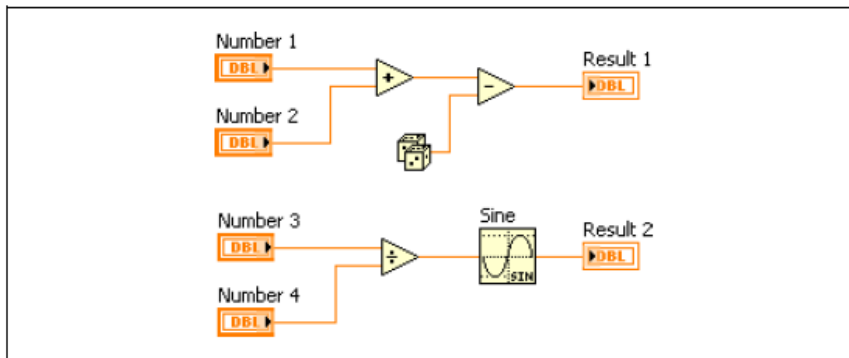 Number 1
DBL
+
-
Result 1
DBL
Number 2
DBL
Number 3
DBL
÷
Sine
SIN
Result 2
DBL
Number 4
DBL